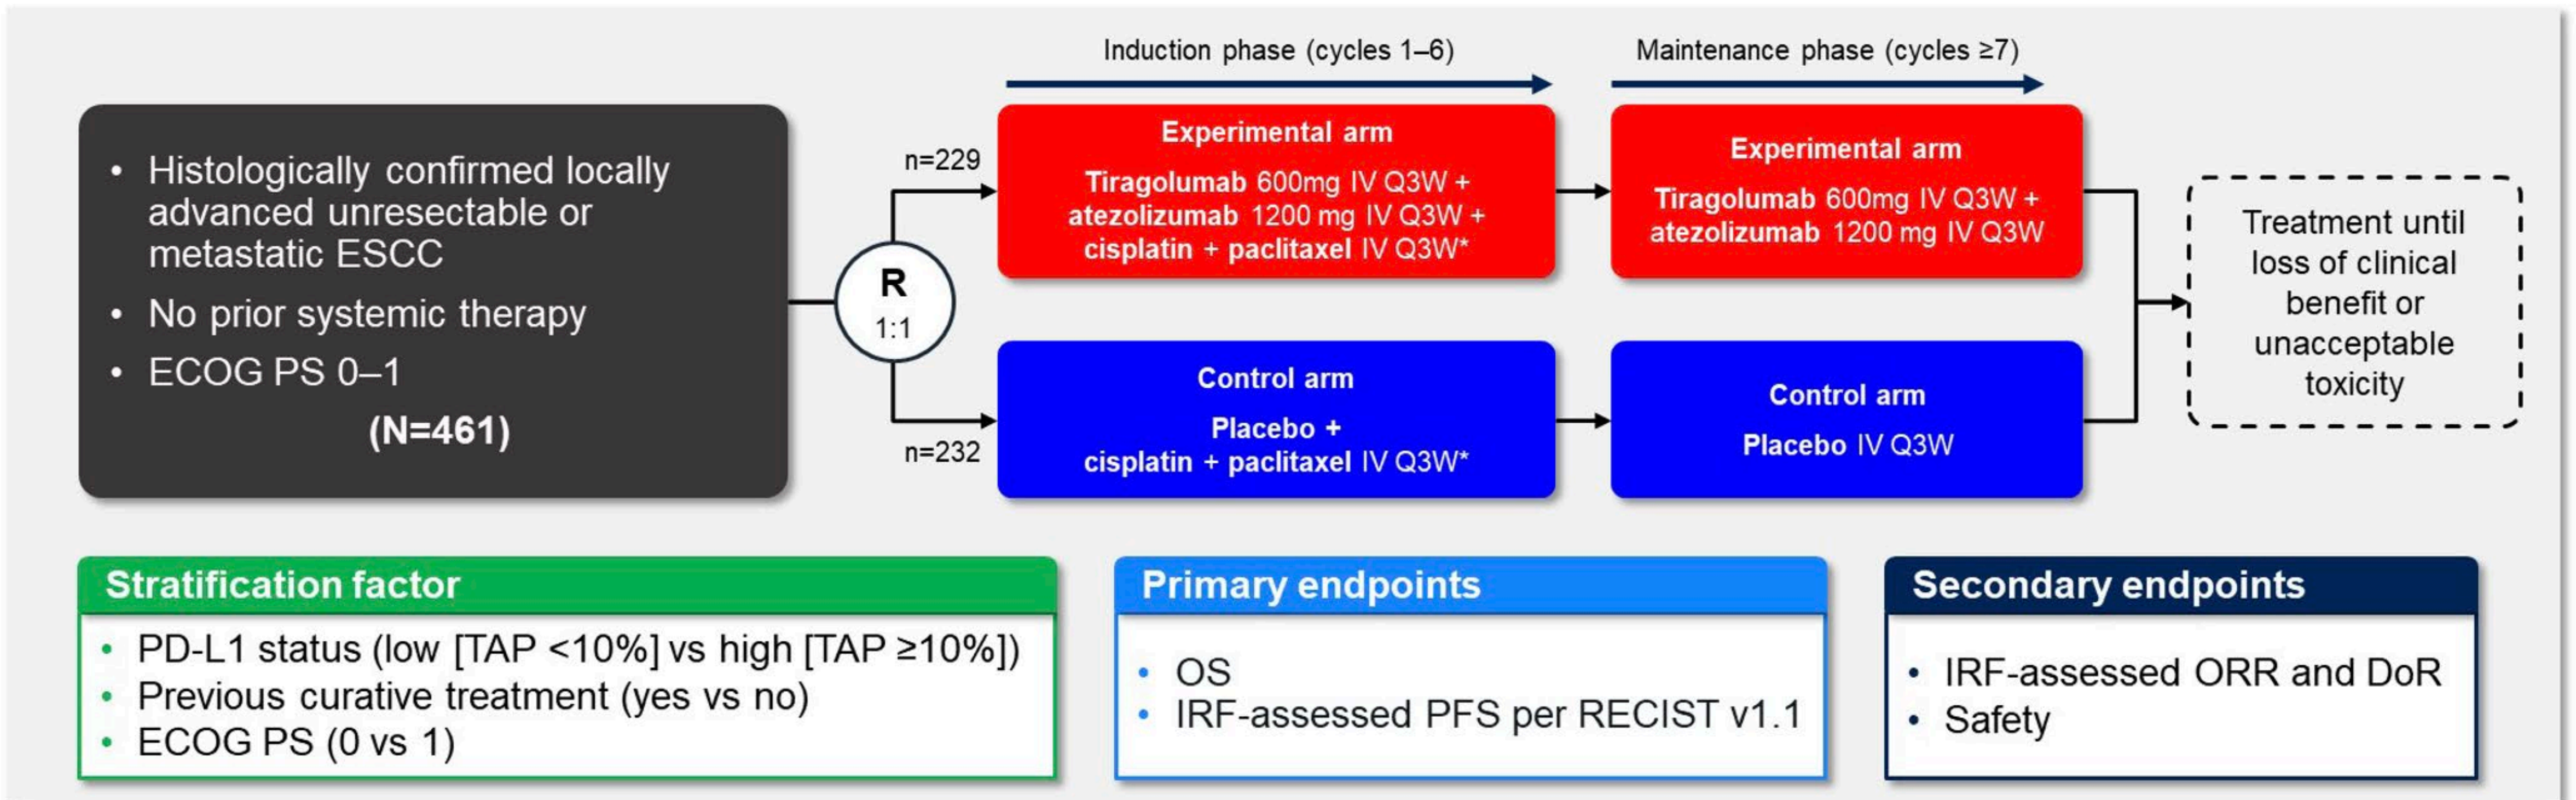 Induction phase (cycles 1–6)
Maintenance phase (cycles ≥7)
• Histologically confirmed locally
advanced unresectable or
metastatic ESCC
• No prior systemic therapy
• ECOG PS 0–1
(N=461)
R
1:1
n=229
n=232
Experimental arm
Tiragolumab 600mg IV Q3W +
atezolizumab 1200 mg IV Q3W +
cisplatin + paclitaxel IV Q3W*
Experimental arm
Tiragolumab 600mg IV Q3W +
atezolizumab 1200 mg IV Q3W
Control arm
Placebo +
cisplatin + paclitaxel IV Q3W*
Control arm
Placebo IV Q3W
Treatment until
loss of clinical
benefit or
unacceptable
toxicity
Stratification factor
• PD-L1 status (low [TAP <10%] vs high [TAP ≥10%])
• Previous curative treatment (yes vs no)
• ECOG PS (0 vs 1)
Primary endpoints
• OS
• IRF-assessed PFS per RECIST v1.1
Secondary endpoints
• IRF-assessed ORR and DoR
• Safety